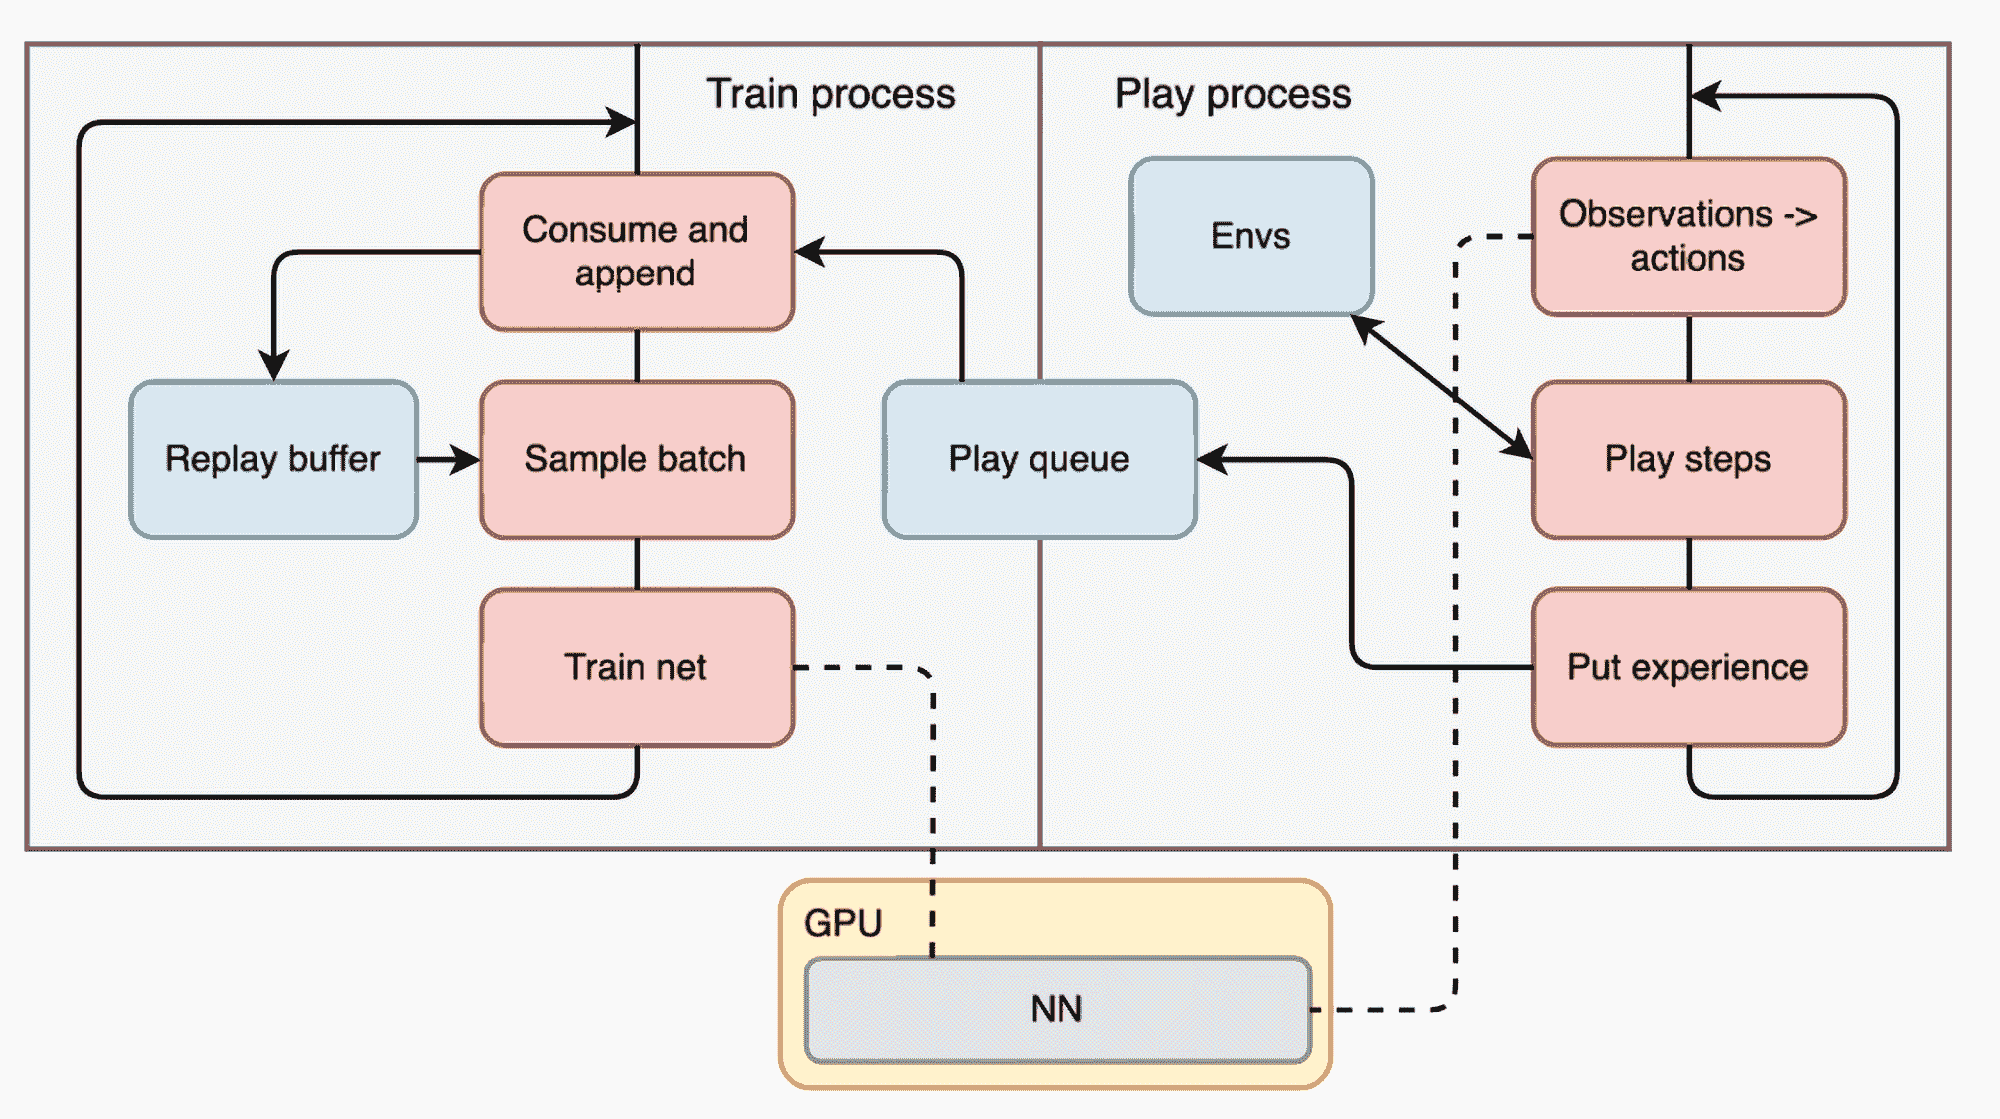 Train process
Play process
Consume and
append
Envs
Observations ->
actions
Replay buffer
Sample batch
Play queue
Play steps
Train net
Put experience
GPU
NN